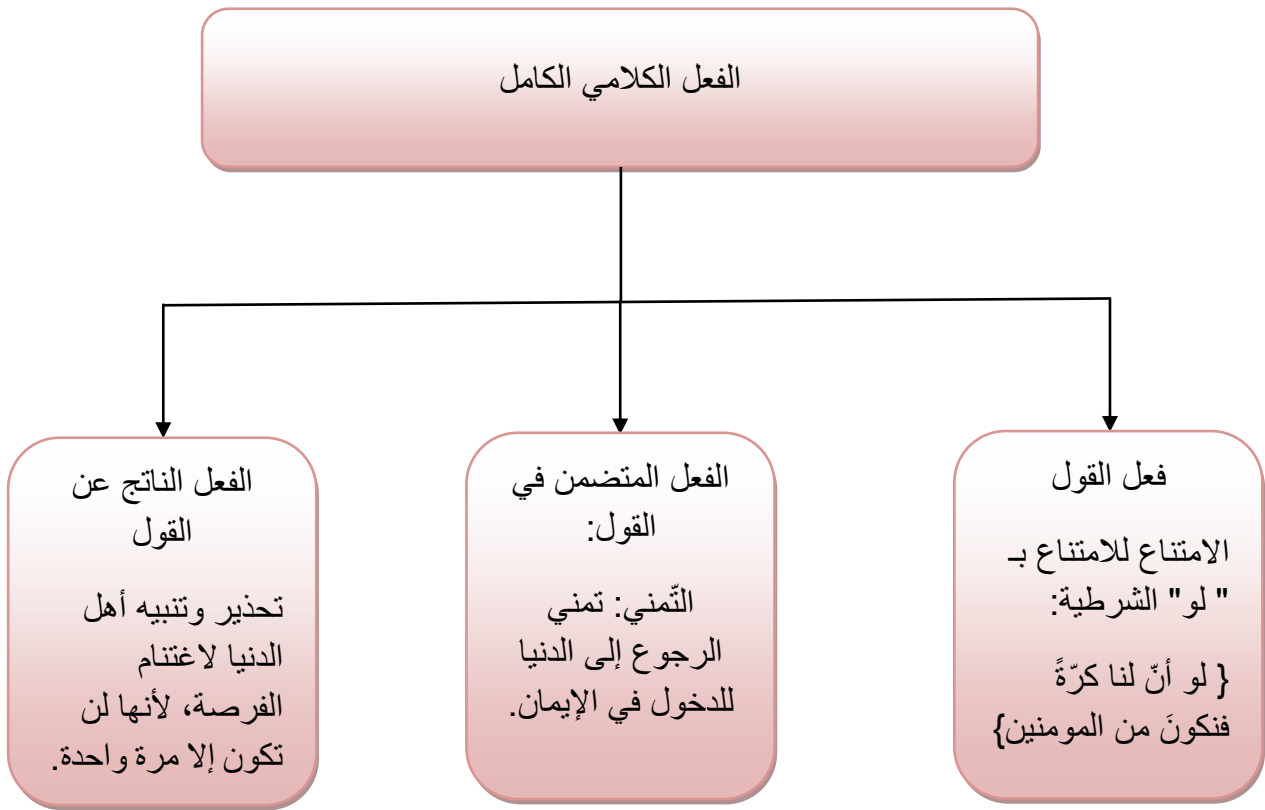 الفعل الكلامي الكامل
فعل القول
الامتناع للامتناع بـ
" لو" الشرطية:
{ لو أنّ لنا كرّةً
فنكونَ من المومنين}
الفعل المتضمن في
القول:
التّمني: تمني
الرجوع إلى الدنيا
للدخول في الإيمان.
الفعل الناتج عن
القول
تحذير وتنبيه أهل
الدنيا لاغتنام
الفرصة، لأنها لن
تكون إلا مرة واحدة.